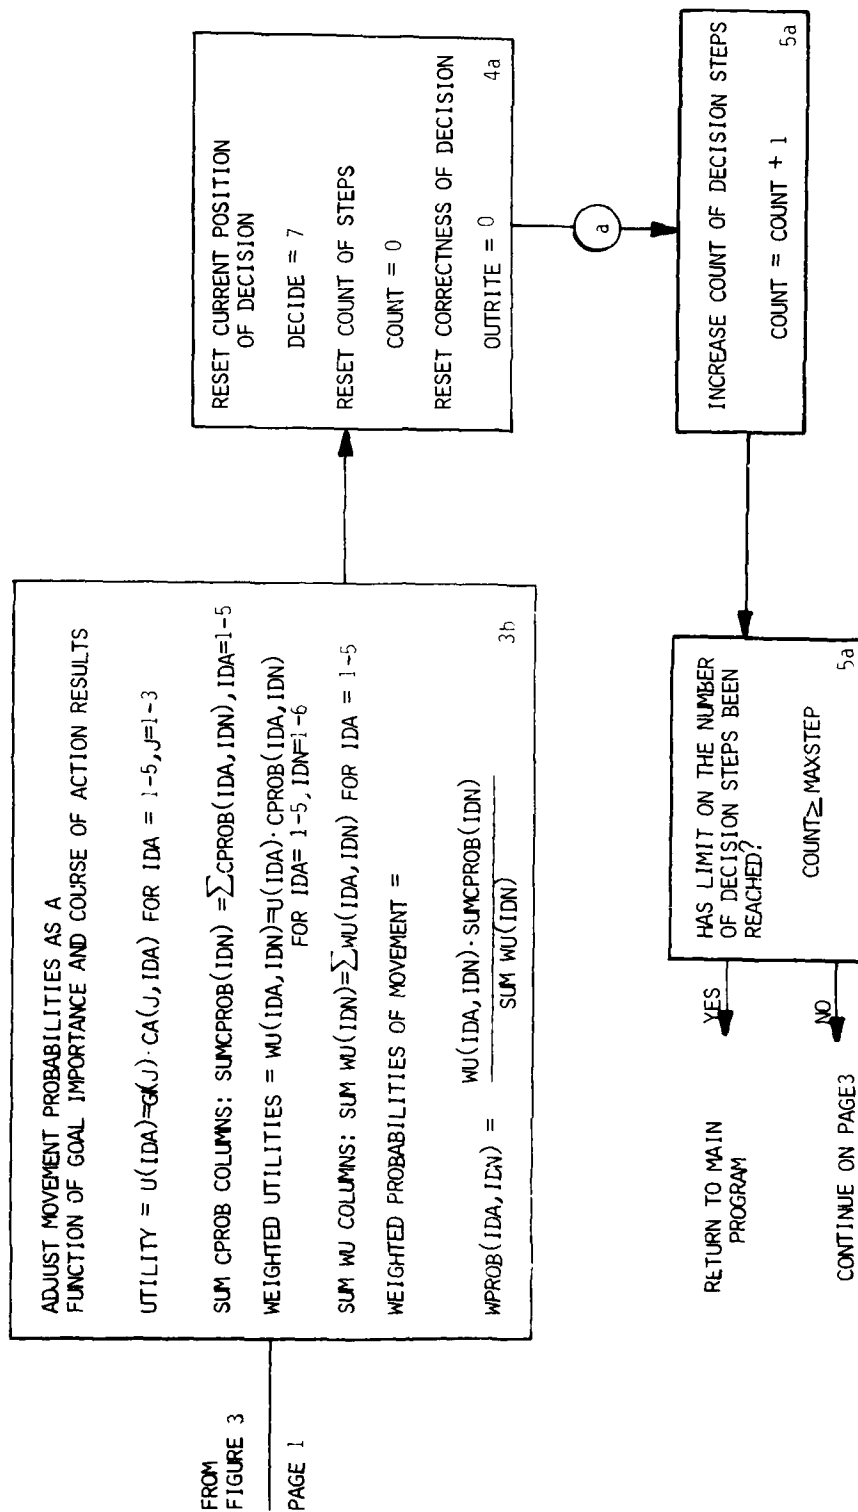 FROM
FIGURE 3
PAGE 1
ADJUST MOVEMENT PROBABILITIES AS A
FUNCTION OF GOAL IMPORTANCE AND COURSE OF ACTION RESULTS
UTILITY = U(IDA)=GI(J)·CA(J,IDA) FOR IDA = 1-5,J=1-3
SUM CPROB COLUMNS: SUMCPROB(IDN) =∑CPROB(IDA,IDN),IDA=1-5
WEIGHTED UTILITIES = WU(IDA,IDN)=U(IDA)·CPROB(IDA,IDN)
FOR IDA= 1-5, IDN=1-6
SUM WU COLUMNS: SUM WU(IDN)=∑WU(IDA,IDN) FOR IDA = 1-5
WEIGHTED PROBABILITIES OF MOVEMENT =
WPROB(IDA,IDN) = WU(IDA,IDN)·SUMCPROB(IDN)
SUM WU(IDN)
3b
RESET CURRENT POSITION
OF DECISION
DECIDE = 7
RESET COUNT OF STEPS
COUNT = 0
RESET CORRECTNESS OF DECISION
OUTRITE = 0
4a
a
INCREASE COUNT OF DECISION STEPS
COUNT = COUNT + 1
5a
HAS LIMIT ON THE NUMBER
OF DECISION STEPS BEEN
REACHED?
COUNT≥MAXSTEP
5a
YES
RETURN TO MAIN
PROGRAM
NO
CONTINUE ON PAGE3